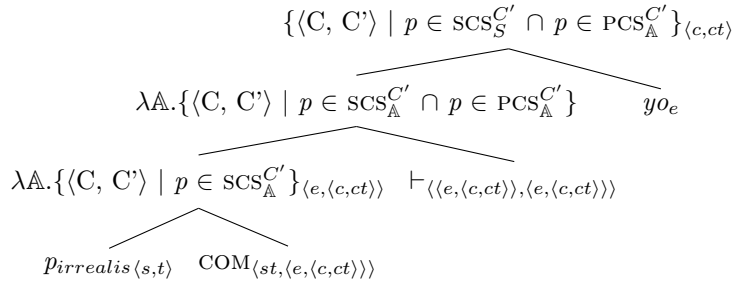 {⟨C, C'⟩ | p ∈ SCS_S^{C′} ∩ p ∈ PCS_𝔸^{C′}}_{⟨c,ct⟩}
λ𝔸.{⟨C, C'⟩ | p ∈ SCS_𝔸^{C′} ∩ p ∈ PCS_𝔸^{C′}} yo_e
λ𝔸.{⟨C, C'⟩ | p ∈ SCS_𝔸^{C′}}_{⟨e,⟨c,ct⟩⟩} ⊢_{⟨⟨e,⟨c,ct⟩⟩,⟨e,⟨c,ct⟩⟩⟩}
p_{irrealis⟨s,t⟩} COM_{⟨st,⟨e,⟨c,ct⟩⟩⟩}